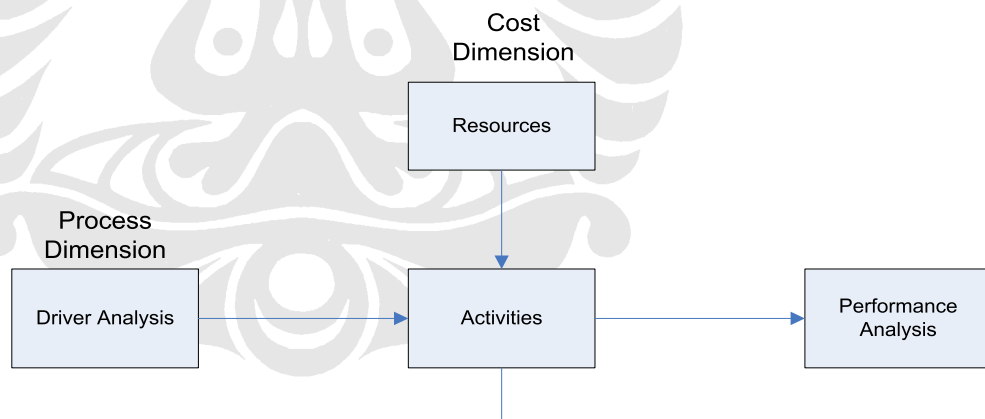 Cost
Dimension
Resources
Process
Dimension
Driver Analysis
Activities
Performance
Analysis